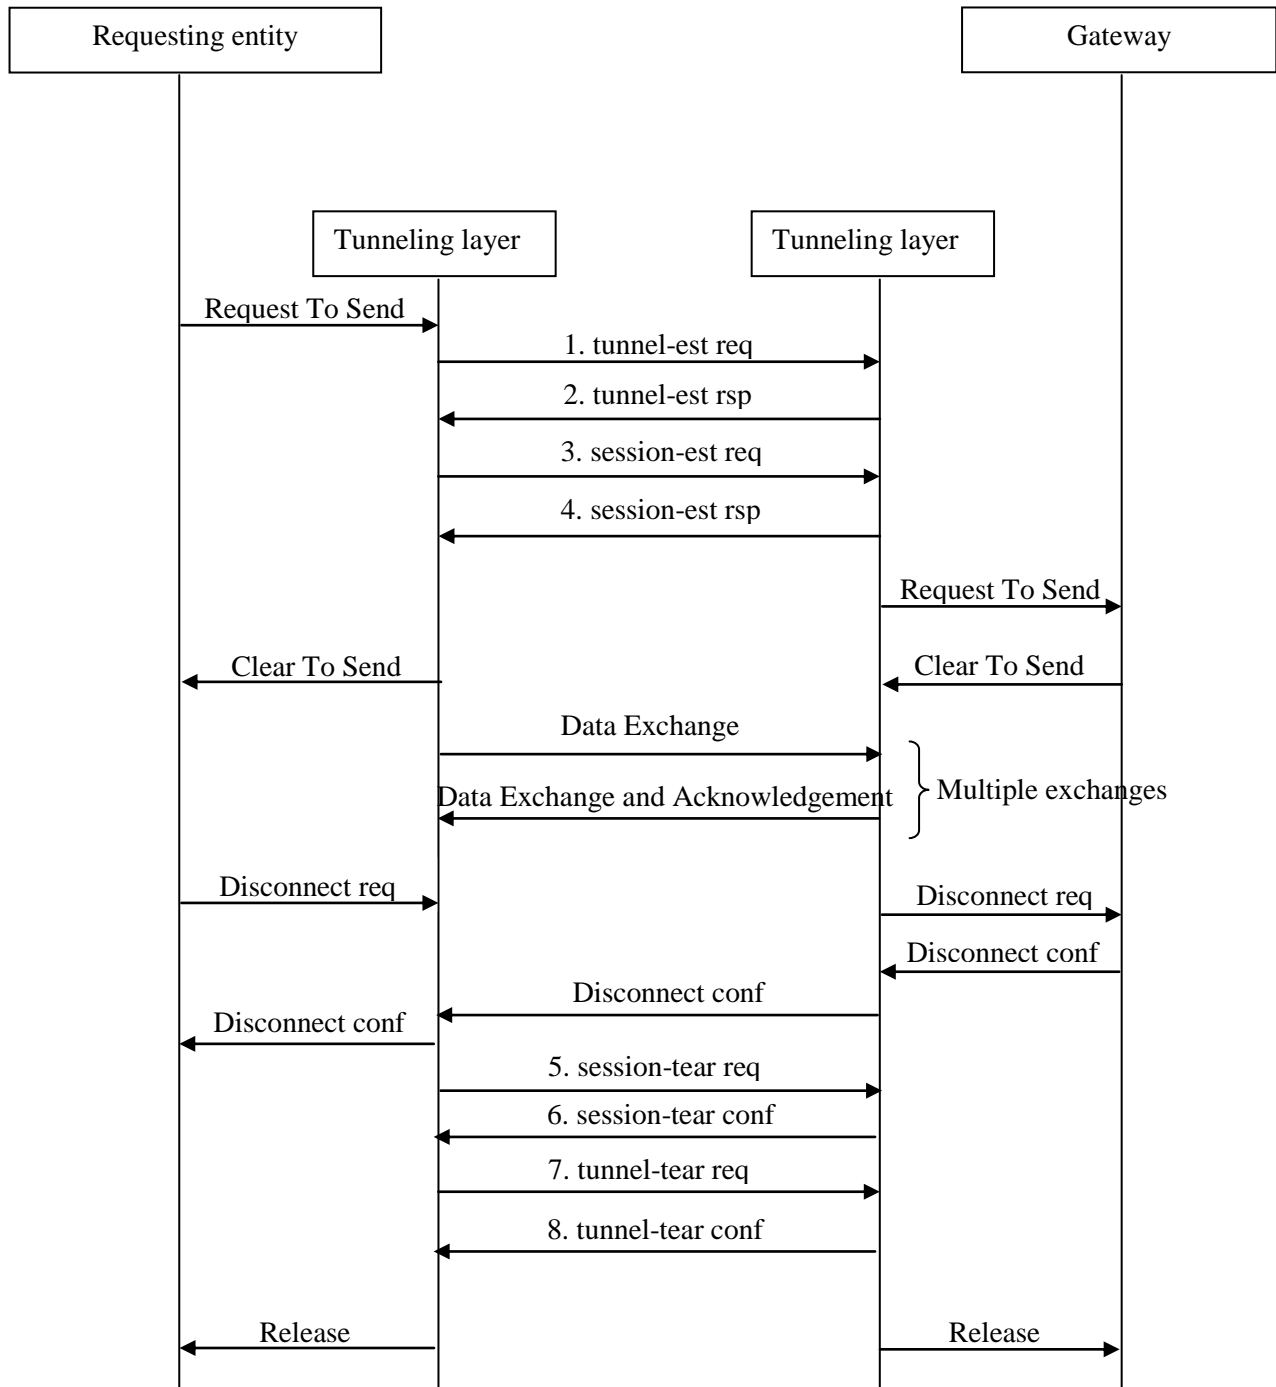 Requesting entity
Gateway
Tunneling layer
Tunneling layer
Request To Send
1. tunnel-est req
2. tunnel-est rsp
3. session-est req
4. session-est rsp
Request To Send
Clear To Send
Clear To Send
Data Exchange
Data Exchange and Acknowledgement
Multiple exchanges
Disconnect req
Disconnect req
Disconnect conf
Disconnect conf
Disconnect conf
5. session-tear req
6. session-tear conf
7. tunnel-tear req
8. tunnel-tear conf
Release
Release